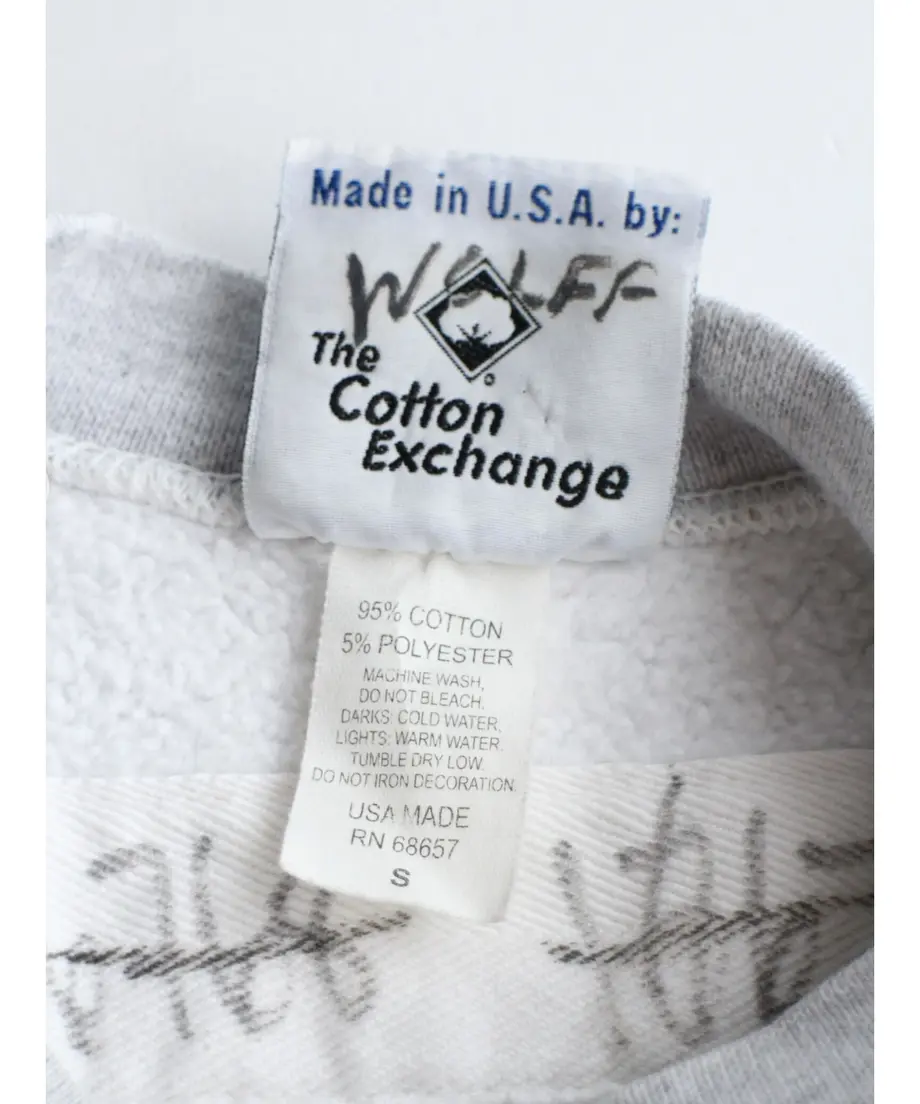 Made in U.S.A. by:
WOLFF
The
Cotton
Exchange
95% COTTON
5% POLYESTER
MACHINE WASH,
DO NOT BLEACH.
DARKS: COLD WATER,
LIGHTS: WARM WATER.
TUMBLE DRY LOW.
DO NOT IRON DECORATION.
USA MADE
RN 68657
S